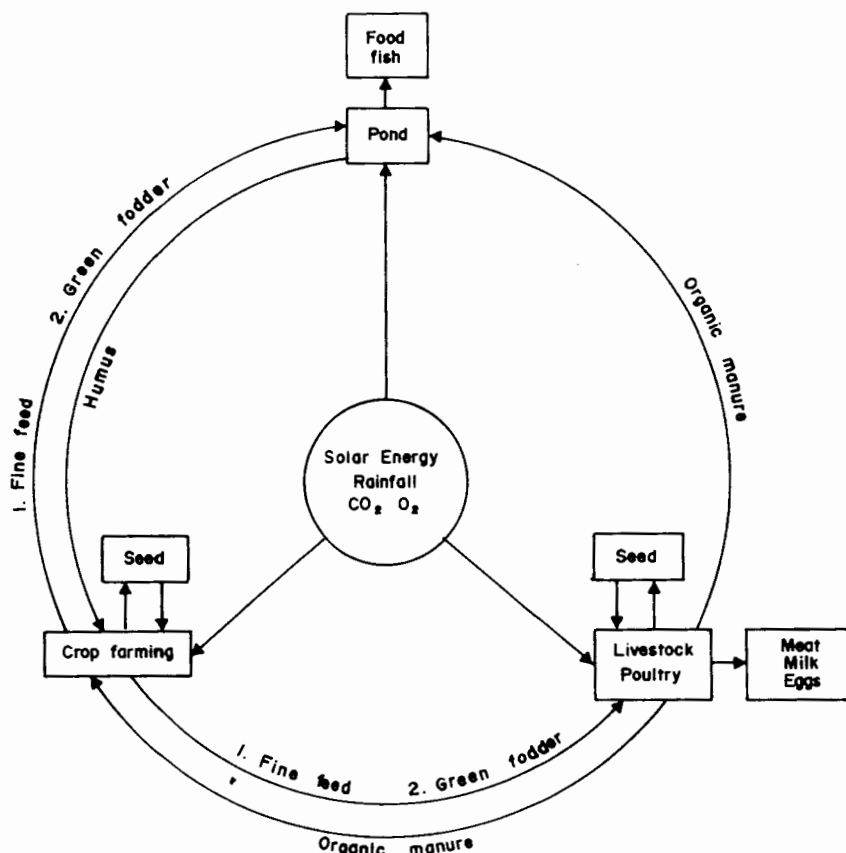 Food
fish
Pond
2. Green fodder
1. Fine feed
Humus
Organic manure
Solar Energy
Rainfall
CO₂ O₂
Seed
Crop farming
Seed
Livestock
Poultry
Meat
Milk
Eggs
1. Fine feed 2. Green fodder
Organic manure